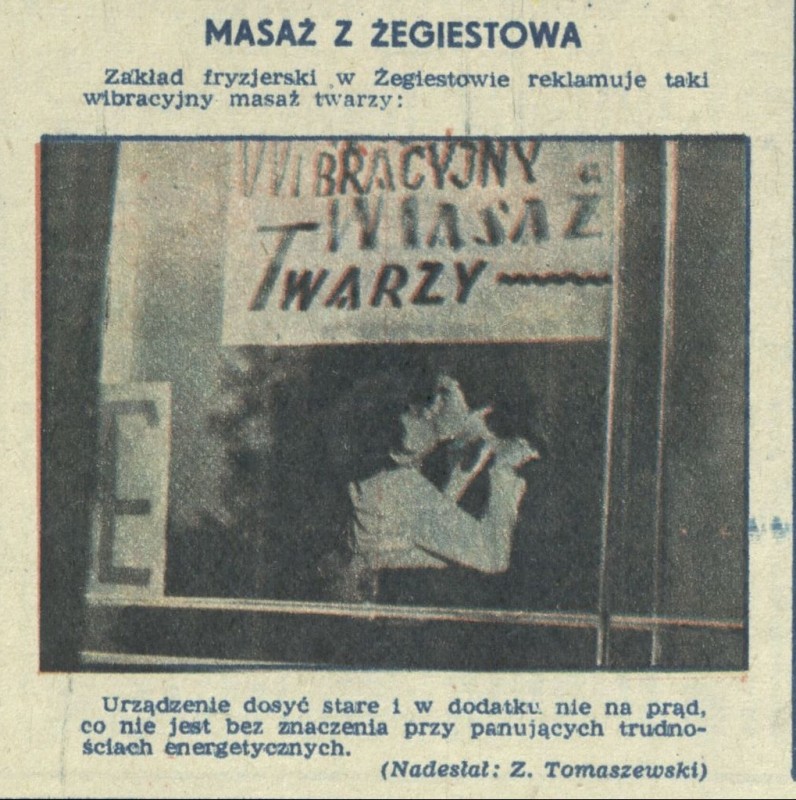 MASAŻ Z ŻEGIESTOWA
Zakład fryzjerski w Żegiestowie reklamuje taki
wibracyjny masaż twarzy:
WIBRACYJNY
MASAŻ
TWARZY
Urządzenie dosyć stare i w dodatku nie na prąd,
co nie jest bez znaczenia przy panujących trudno-
ściach energetycznych.
(Nadesłał: Z. Tomaszewski)